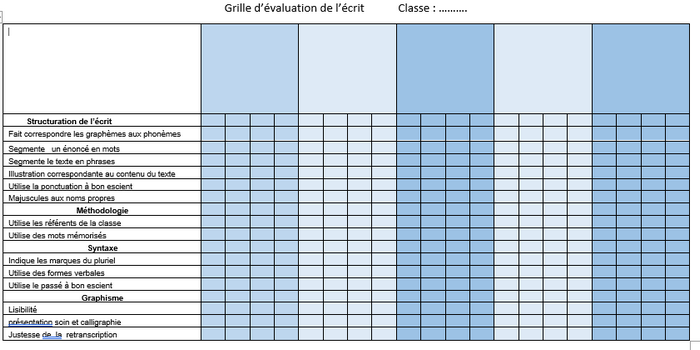 Grille d'évaluation de l'écrit Classe : ..........
Structuration de l'écrit
Fait correspondre les graphèmes aux phonèmes
Segmente un énoncé en mots
Segmente le texte en phrases
Illustration correspondante au contenu du texte
Utilise la ponctuation à bon escient
Majuscules aux noms propres
Méthodologie
Utilise les référents de la classe
Utilise des mots mémorisés
Syntaxe
Indique les marques du pluriel
Utilise des formes verbales
Utilise le passé à bon escient
Graphisme
Lisibilité
présentation soin et calligraphie
Justesse de la retranscription